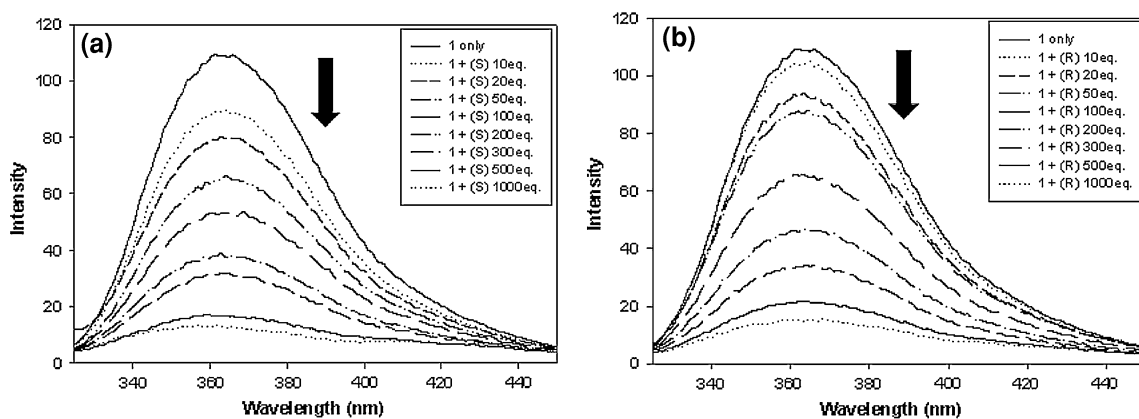 (a)
120
100
80
60
40
20
0
Intensity
340
360
380
400
420
440
Wavelength (nm)
1 only
1 + (S) 10eq.
1 + (S) 20eq.
1 + (S) 50eq.
1 + (S) 100eq.
1 + (S) 200eq.
1 + (S) 300eq.
1 + (S) 500eq.
1 + (S) 1000eq.
(b)
120
100
80
60
40
20
0
Intensity
340
360
380
400
420
440
Wavelength (nm)
1 only
1 + (R) 10eq.
1 + (R) 20eq.
1 + (R) 50eq.
1 + (R) 100eq.
1 + (R) 200eq.
1 + (R) 300eq.
1 + (R) 500eq.
1 + (R) 1000eq.